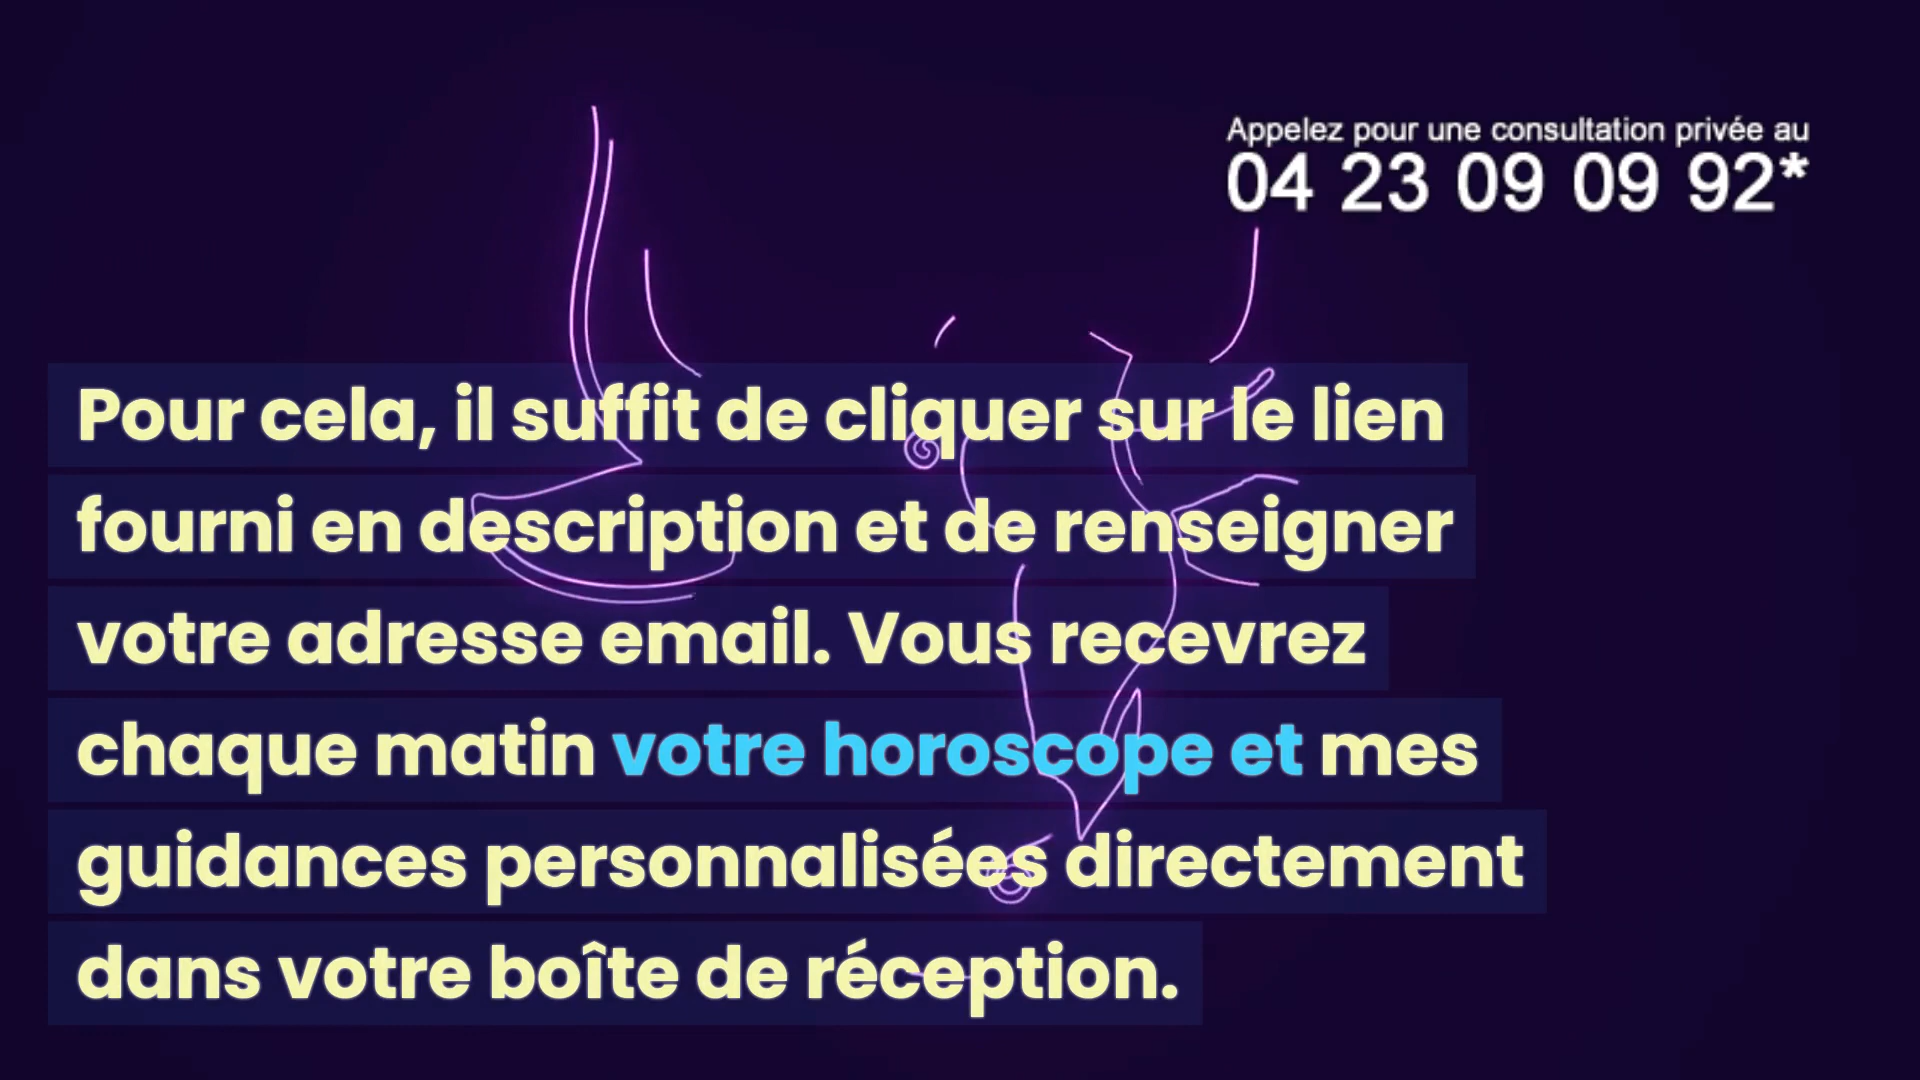 Appelez pour une consultation privée au
04 23 09 09 92*
Pour cela, il suffit de cliquer sur le lien
fourni en description et de renseigner
votre adresse email. Vous recevrez
chaque matin votre horoscope et mes
guidances personnalisées directement
dans votre boîte de réception.